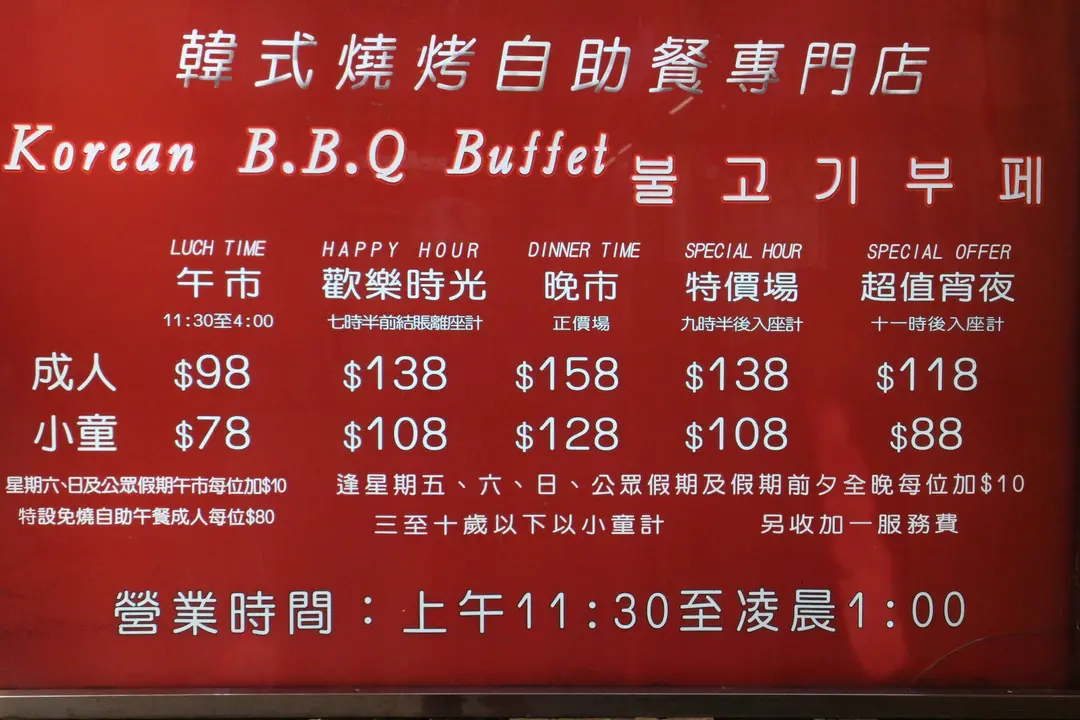 韓式燒烤自助餐專門店
Korean B.B.Q Buffet 불고기부페
LUCH TIME HAPPY HOUR DINNER TIME SPECIAL HOUR SPECIAL OFFER
午市 歡樂時光 晚市 特價場 超值宵夜
11:30至4:00 七時半前結賬離座計 正價場 九時半後入座計 十一時後入座計
成人 $98 $138 $158 $138 $118
小童 $78 $108 $128 $108 $88
星期六、日及公眾假期午市每位加$10 逢星期五、六、日、公眾假期及假期前夕全晚每位加$10
特設免燒自助午餐成人每位$80 三至十歲以下以小童計 另收加一服務費
營業時間：上午11:30至凌晨1:00